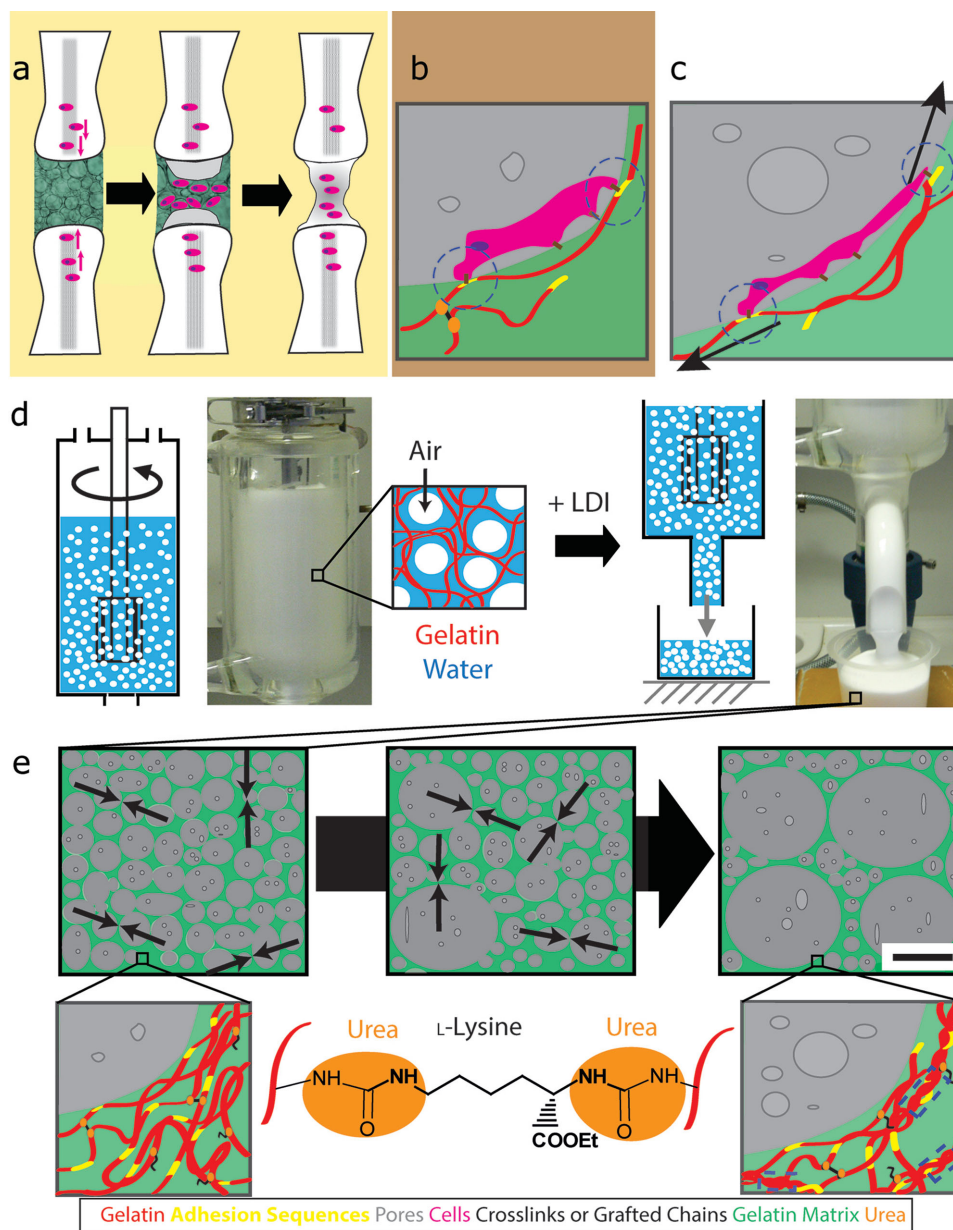 a
b
c
d
Air
+ LDI
Gelatin
Water
e
Urea L-Lysine Urea
NH NH NH NH
O O
COOEt
Gelatin Adhesion Sequences Pores Cells Crosslinks or Grafted Chains Gelatin Matrix Urea